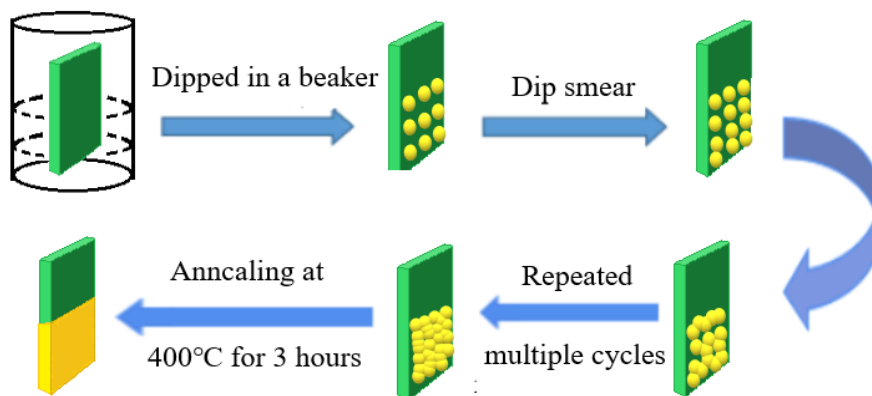 Dipped in a beaker
Dip smear
Anncaling at
400℃ for 3 hours
Repeated
multiple cycles